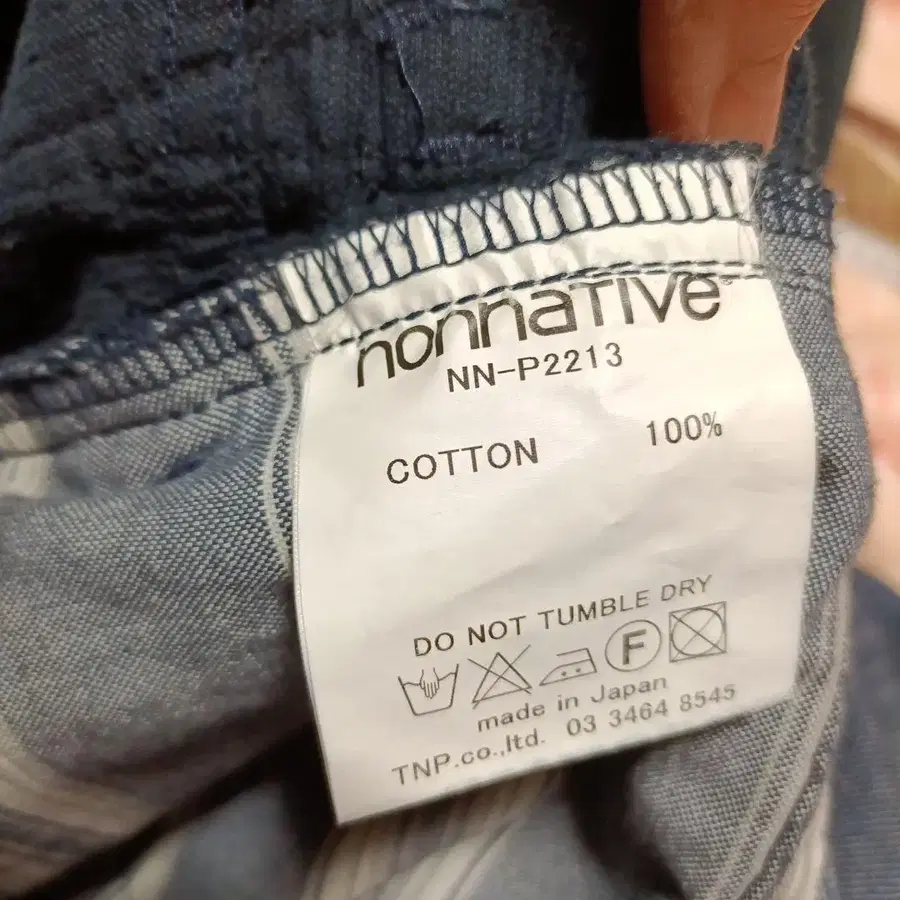 nonnative
NN-P2213
COTTON 100%
DO NOT TUMBLE DRY
F
made in Japan
TNP.co.,ltd. 03 3464 8545